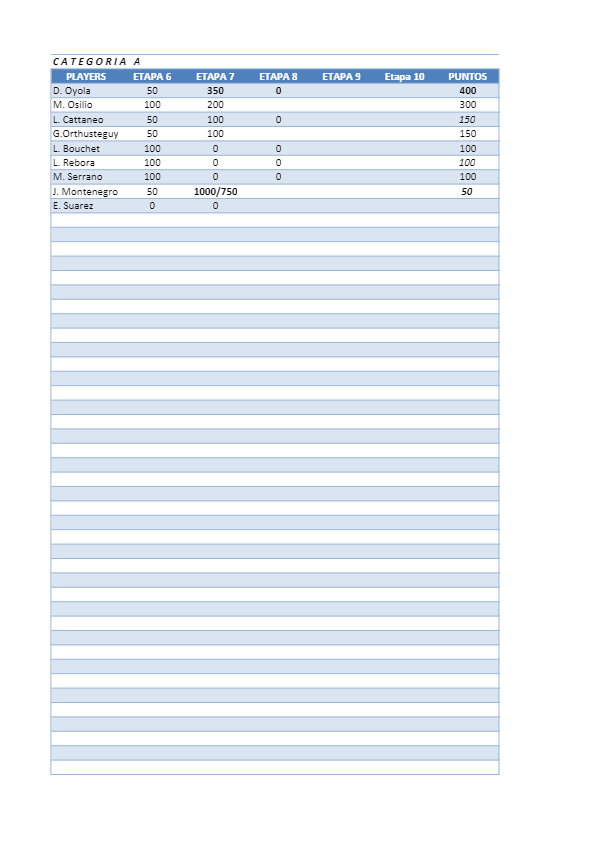 CATEGORIA A
PLAYERS ETAPA 6 ETAPA 7 ETAPA 8 ETAPA 9 Etapa 10 PUNTOS
D. Oyola 50 350 0 400
M. Osilio 100 200 300
L. Cattaneo 50 100 0 150
G.Orthusteguy 50 100 150
L. Bouchet 100 0 0 100
L. Rebora 100 0 0 100
M. Serrano 100 0 0 100
J. Montenegro 50 1000/750 50
E. Suarez 0 0